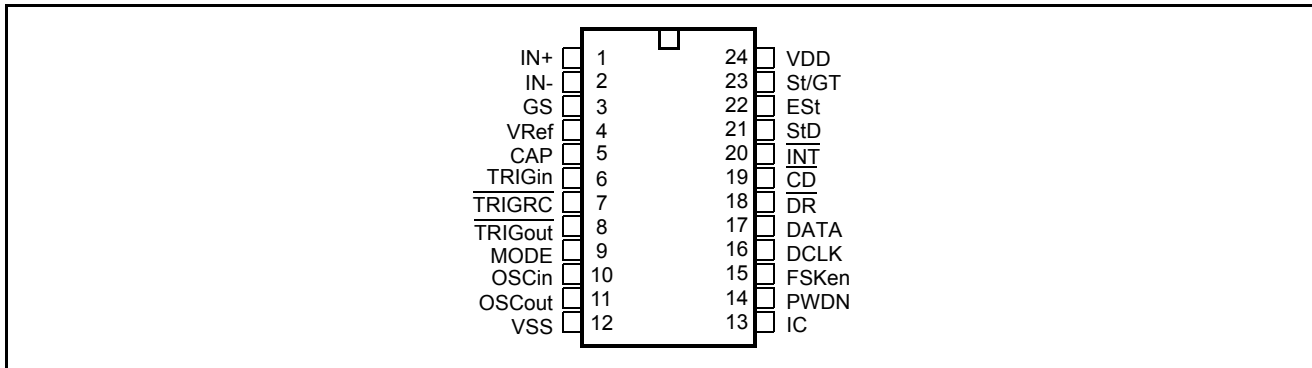 IN+ 1 24 VDD
IN- 2 23 St/GT
GS 3 22 ESt
VRef 4 21 StD
CAP 5 20 INT
TRIGin 6 19 CD
TRIGRC 7 18 DR
TRIGout 8 17 DATA
MODE 9 16 DCLK
OSCin 10 15 FSKen
OSCout 11 14 PWDN
VSS 12 13 IC